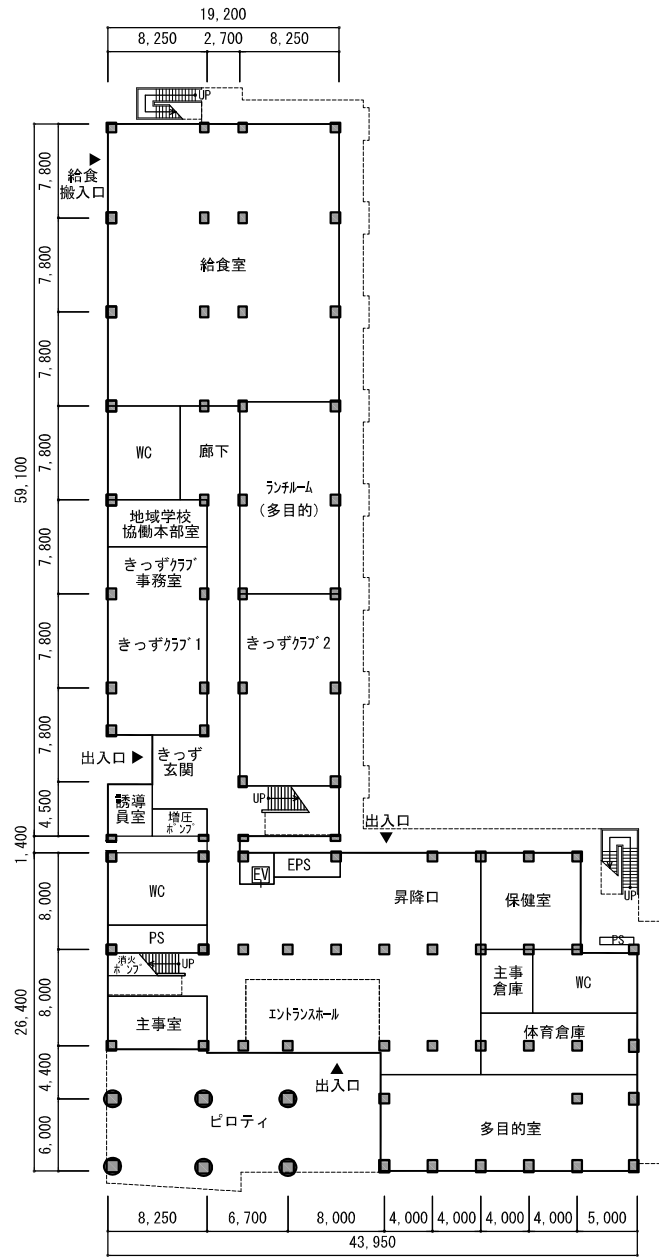 19,200
8,250
2,700
8,250
UP
給食
搬入口
7,800
7,800
7,800
7,800
7,800
7,800
7,800
4,500
59,100
給食室
WC
廊下
ランチルーム
(多目的)
地域学校
協働本部室
きっずクラブ
事務室
きっずクラブ1
きっずクラブ2
出入口
きっず
玄関
誘導
員室
増圧
ポンプ
UP
出入口
1,400
8,000
8,000
4,400
6,000
26,400
WC
EV
EPS
昇降口
保健室
UP
PS
PS
消火
ポンプ
UP
主事
倉庫
WC
主事室
エントランスホール
体育倉庫
出入口
ピロティ
多目的室
8,250
6,700
8,000
4,000
4,000
4,000
4,000
5,000
43,950